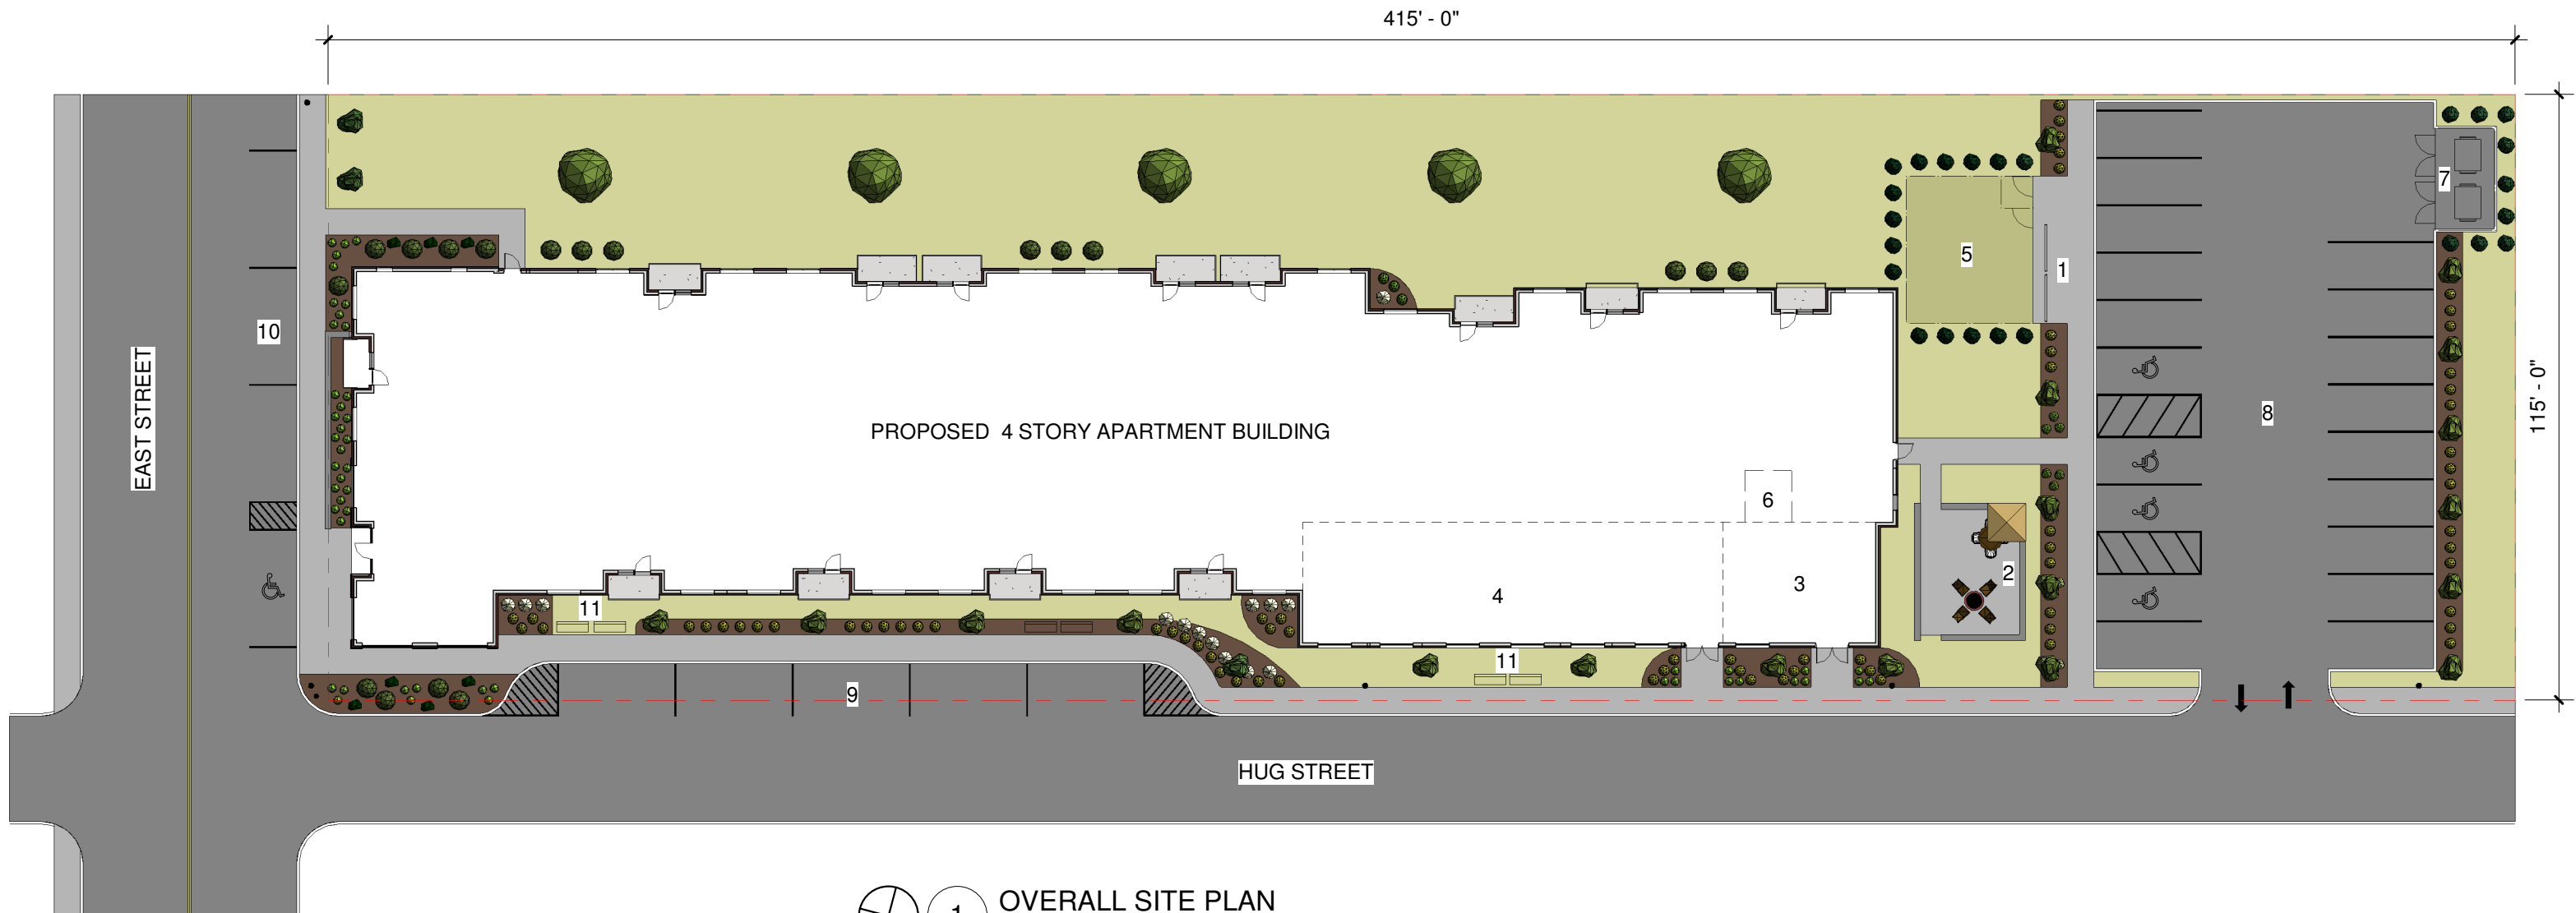 415' - 0"
115' - 0"
7
5
1
10
EAST STREET
8
PROPOSED 4 STORY APARTMENT BUILDING
6
2
3
4
11
11
9
HUG STREET
1
OVERALL SITE PLAN